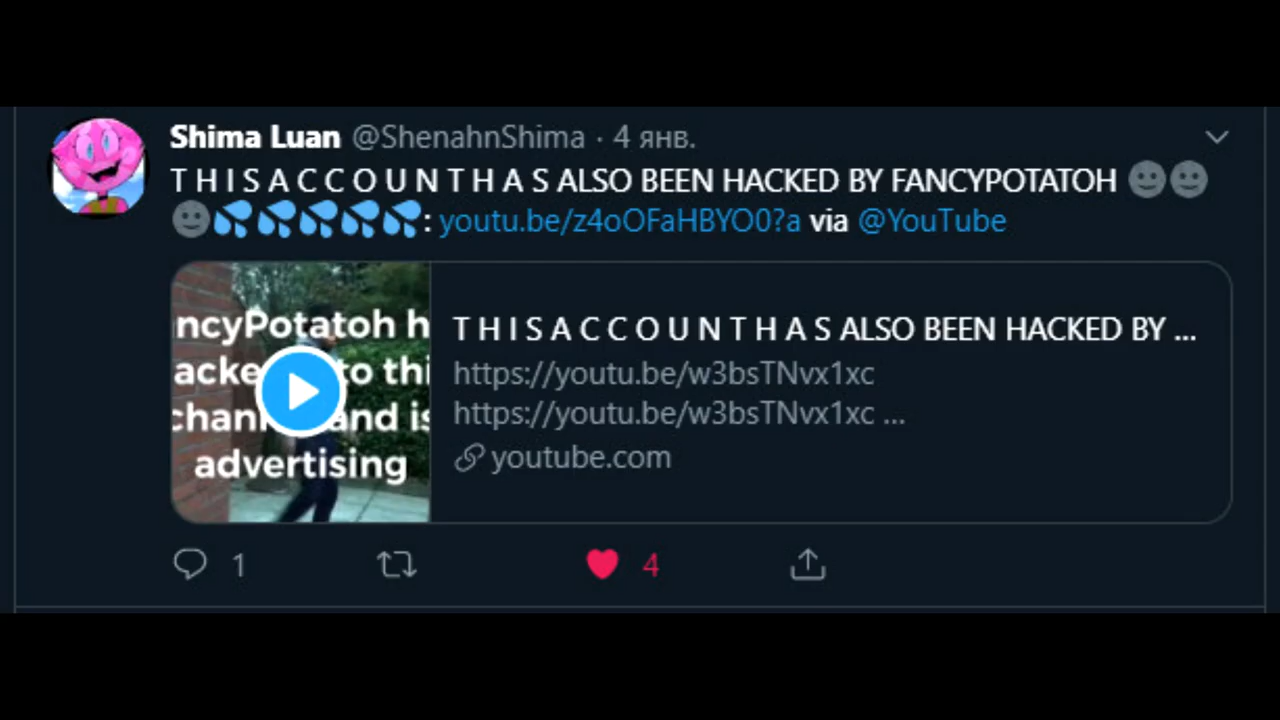 Shima Luan @ShenahnShima · 4 янв.
T H I S A C C O U N T H A S ALSO BEEN HACKED BY FANCYPOTATOH 🌚🌚
🌚💦💦💦💦💦: youtu.be/z4oOFaHBYO0?a via @YouTube
ncyPotatoh h
acke to thi
chan and is
advertising
T H I S A C C O U N T H A S ALSO BEEN HACKED BY ...
https://youtu.be/w3bsTNvx1xc
https://youtu.be/w3bsTNvx1xc ...
youtube.com
1
4